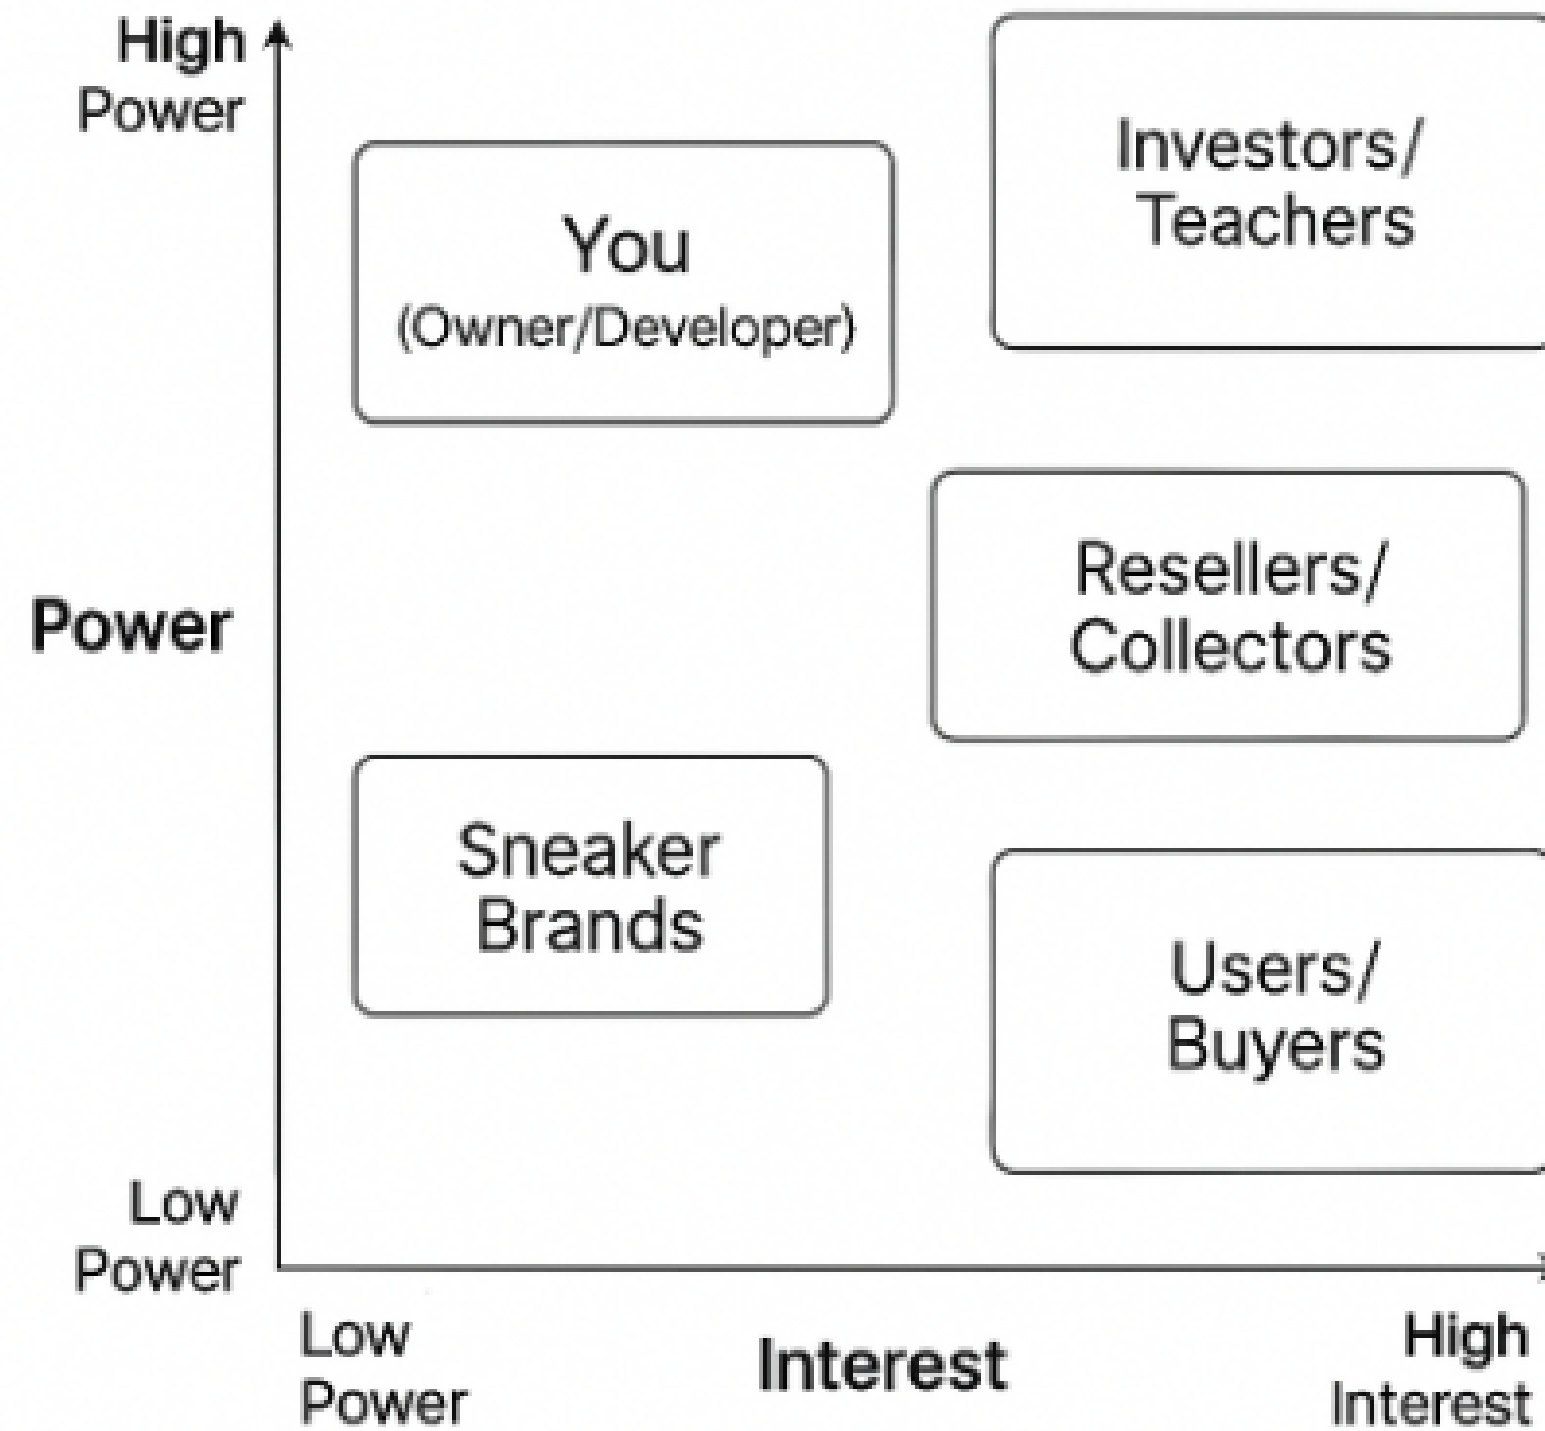 High
Power
Investors/
Teachers
You
(Owner/Developer)
Resellers/
Collectors
Power
Sneaker
Brands
Users/
Buyers
Low
Power
Low
Power
Interest
High
Interest